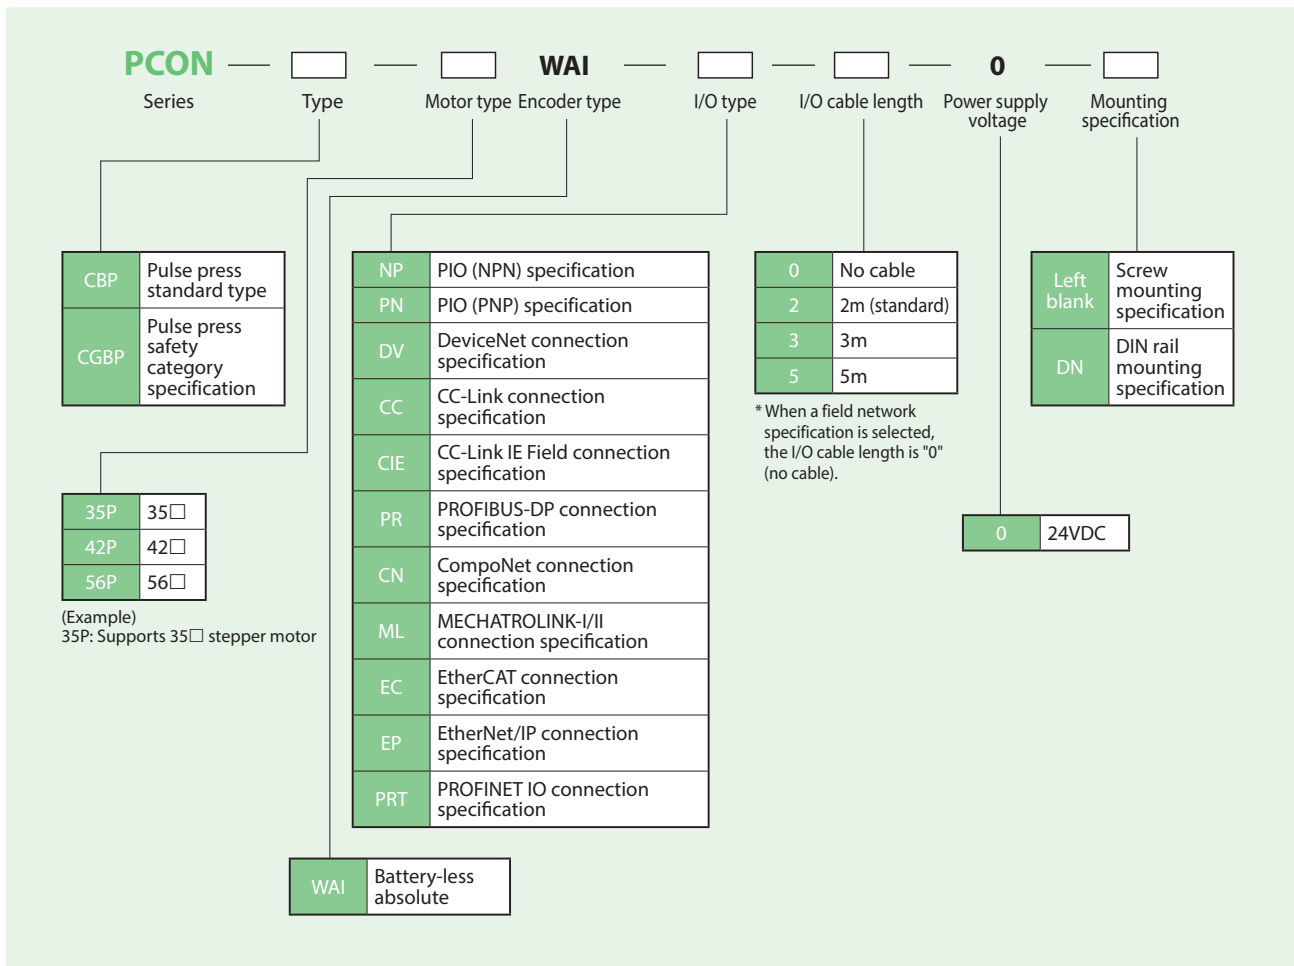 PCON — □ — □ WAI — □ — □ — 0 — □
Series Type Motor type Encoder type I/O type I/O cable length Power supply voltage Mounting specification
CBP Pulse press
standard type
CGBP Pulse press
safety
category
specification
35P 35□
42P 42□
56P 56□
(Example)
35P: Supports 35□ stepper motor
WAI Battery-less
absolute
NP PIO (NPN) specification
PN PIO (PNP) specification
DV DeviceNet connection
specification
CC CC-Link connection
specification
CIE CC-Link IE Field connection
specification
PR PROFIBUS-DP connection
specification
CN CompoNet connection
specification
ML MECHATROLINK-I/II
connection specification
EC EtherCAT connection
specification
EP EtherNet/IP connection
specification
PRT PROFINET IO connection
specification
0 No cable
2 2m (standard)
3 3m
5 5m
* When a field network
specification is selected,
the I/O cable length is "0"
(no cable).
0 24VDC
Left
blank
Screw
mounting
specification
DN DIN rail
mounting
specification